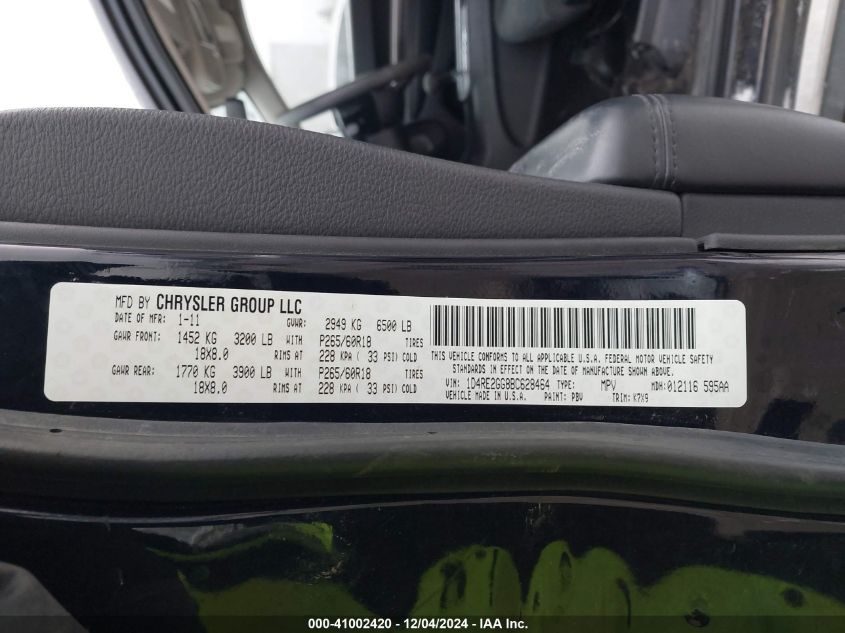 MFD BY CHRYSLER GROUP LLC
DATE OF MFR: 1-11 GVWR: 2949 KG 6500 LB
GAWR FRONT: 1452 KG 3200 LB WITH P265/60R18 TIRES
18X8.0 RIMS AT 228 KPA ( 33 PSI) COLD
GAWR REAR: 1770 KG 3900 LB WITH P265/60R18 TIRES
18X8.0 RIMS AT 228 KPA ( 33 PSI) COLD
THIS VEHICLE CONFORMS TO ALL APPLICABLE U.S.A. FEDERAL MOTOR VEHICLE SAFETY
STANDARDS IN EFFECT ON THE DATE OF MANUFACTURE SHOWN ABOVE.
VIN: 1D4RE2GG8BC628464 TYPE: MPV MDH: 012116 595AA
VEHICLE MADE IN U.S.A. PAINT: PBV TRIM: K7X9
000-41002420 - 12/04/2024 - IAA Inc.